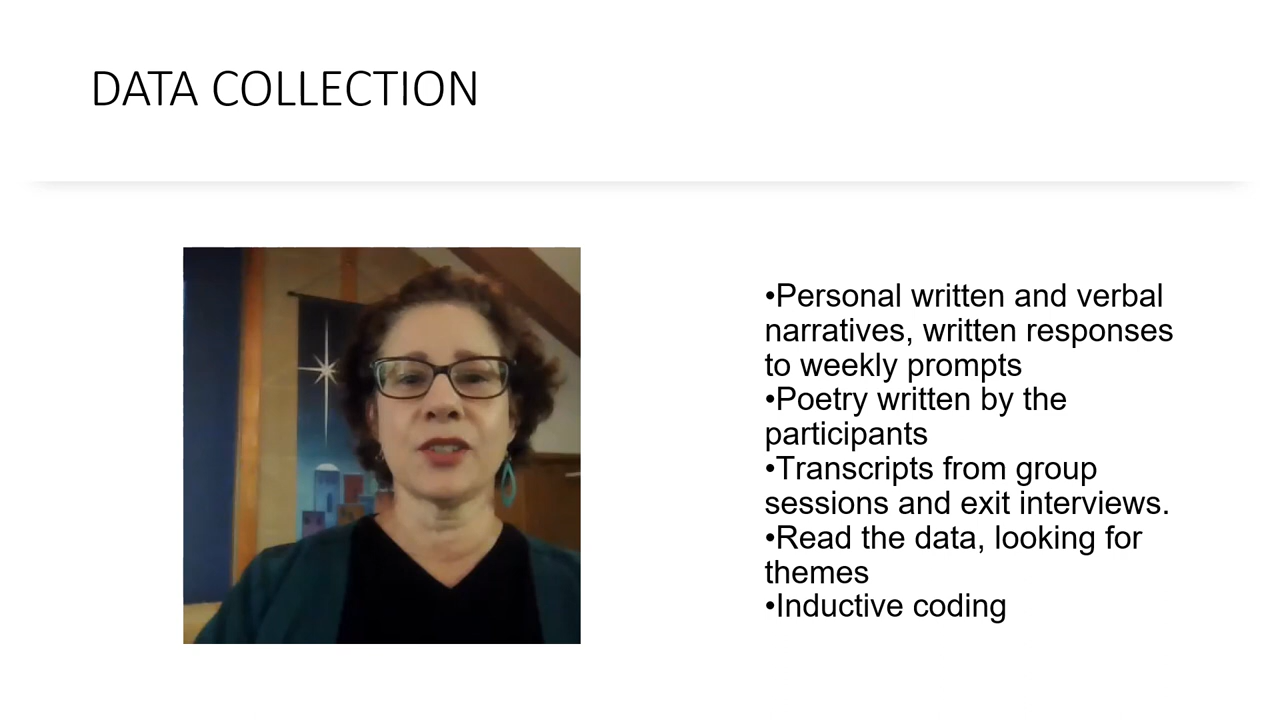 DATA COLLECTION
•Personal written and verbal
narratives, written responses
to weekly prompts
•Poetry written by the
participants
•Transcripts from group
sessions and exit interviews.
•Read the data, looking for
themes
•Inductive coding